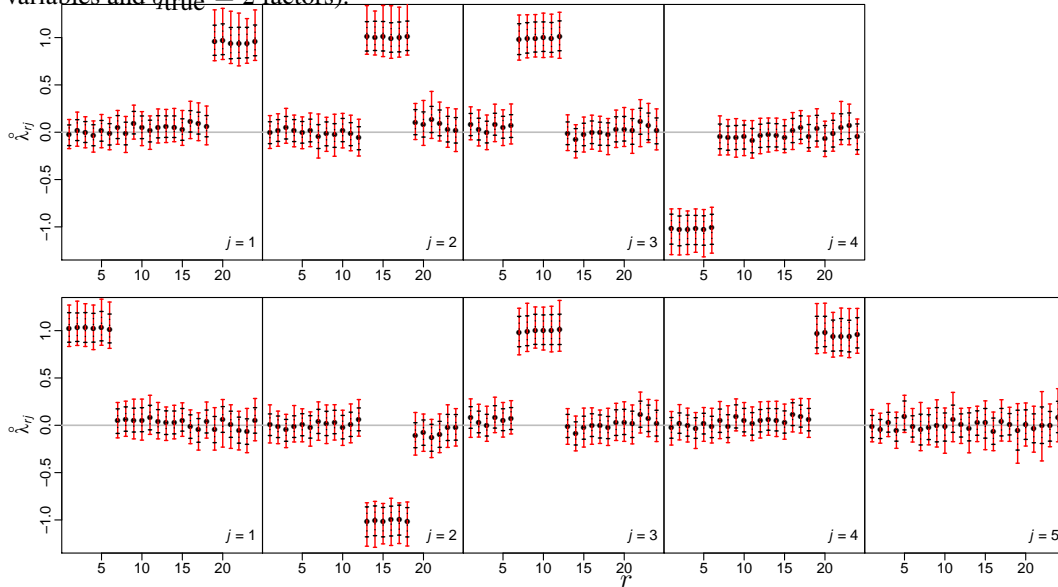 variables and qtrue = 2 factors).
1.0
0.5
0.0
−0.5
−1.0
λ̊rj
j = 1
j = 2
j = 3
j = 4
5 10 15 20 5 10 15 20 5 10 15 20 5 10 15 20
1.0
0.5
0.0
−0.5
−1.0
λ̊rj
j = 1
j = 2
j = 3
j = 4
j = 5
5 10 15 20 5 10 15 20 5 10 15 20 5 10 15 20 5 10 15 20
r